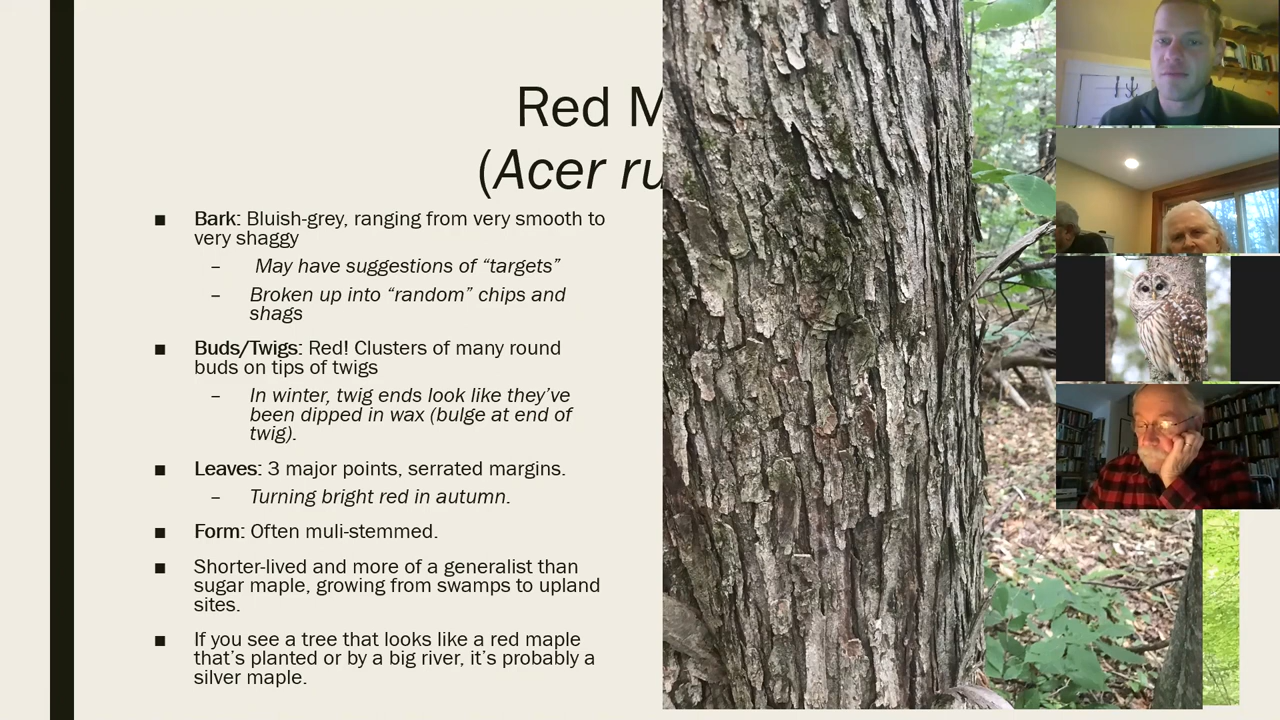 Red M
(Acer ru
■ Bark: Bluish-grey, ranging from very smooth to
very shaggy
– May have suggestions of “targets”
– Broken up into “random” chips and
shags
■ Buds/Twigs: Red! Clusters of many round
buds on tips of twigs
– In winter, twig ends look like they’ve
been dipped in wax (bulge at end of
twig).
■ Leaves: 3 major points, serrated margins.
– Turning bright red in autumn.
■ Form: Often muli-stemmed.
■ Shorter-lived and more of a generalist than
sugar maple, growing from swamps to upland
sites.
■ If you see a tree that looks like a red maple
that’s planted or by a big river, it’s probably a
silver maple.